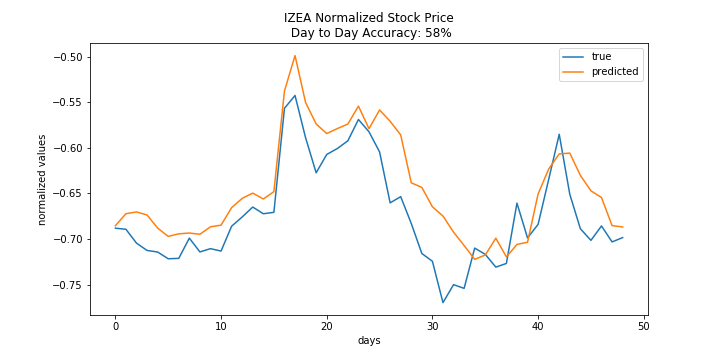 IZEA Normalized Stock Price
Day to Day Accuracy: 58%
true
predicted
normalized values
−0.50
−0.55
−0.60
−0.65
−0.70
−0.75
0
10
20
30
40
50
days